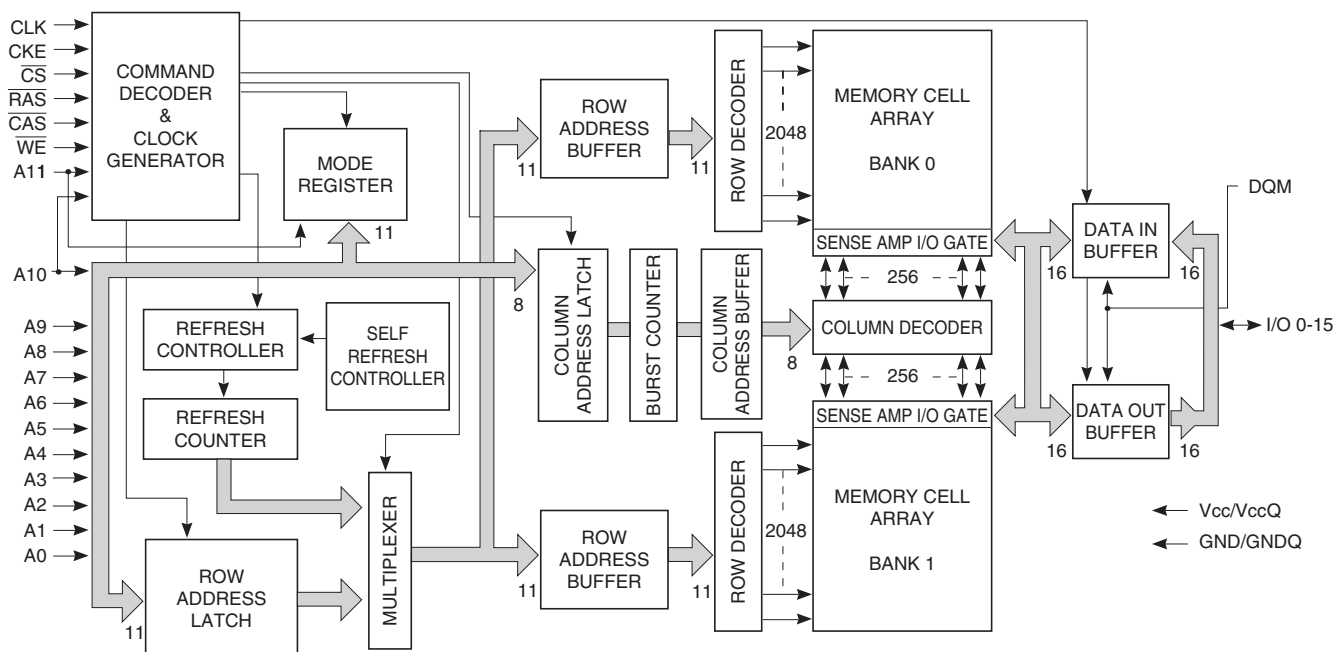 CLK
CKE
CS
RAS
CAS
WE
A11
A10
A9
A8
A7
A6
A5
A4
A3
A2
A1
A0
COMMAND
DECODER
&
CLOCK
GENERATOR
MODE
REGISTER
11
REFRESH
CONTROLLER
SELF
REFRESH
CONTROLLER
REFRESH
COUNTER
ROW
ADDRESS
LATCH
11
MULTIPLEXER
ROW
ADDRESS
BUFFER
11
11
ROW DECODER
2048
MEMORY CELL
ARRAY
BANK 0
SENSE AMP I/O GATE
8
COLUMN
ADDRESS LATCH
BURST COUNTER
COLUMN
ADDRESS BUFFER
8
256
COLUMN DECODER
256
SENSE AMP I/O GATE
MEMORY CELL
ARRAY
BANK 1
ROW
ADDRESS
BUFFER
11
11
ROW DECODER
2048
DQM
DATA IN
BUFFER
16
16
I/O 0-15
DATA OUT
BUFFER
16
16
Vcc/VccQ
GND/GNDQ